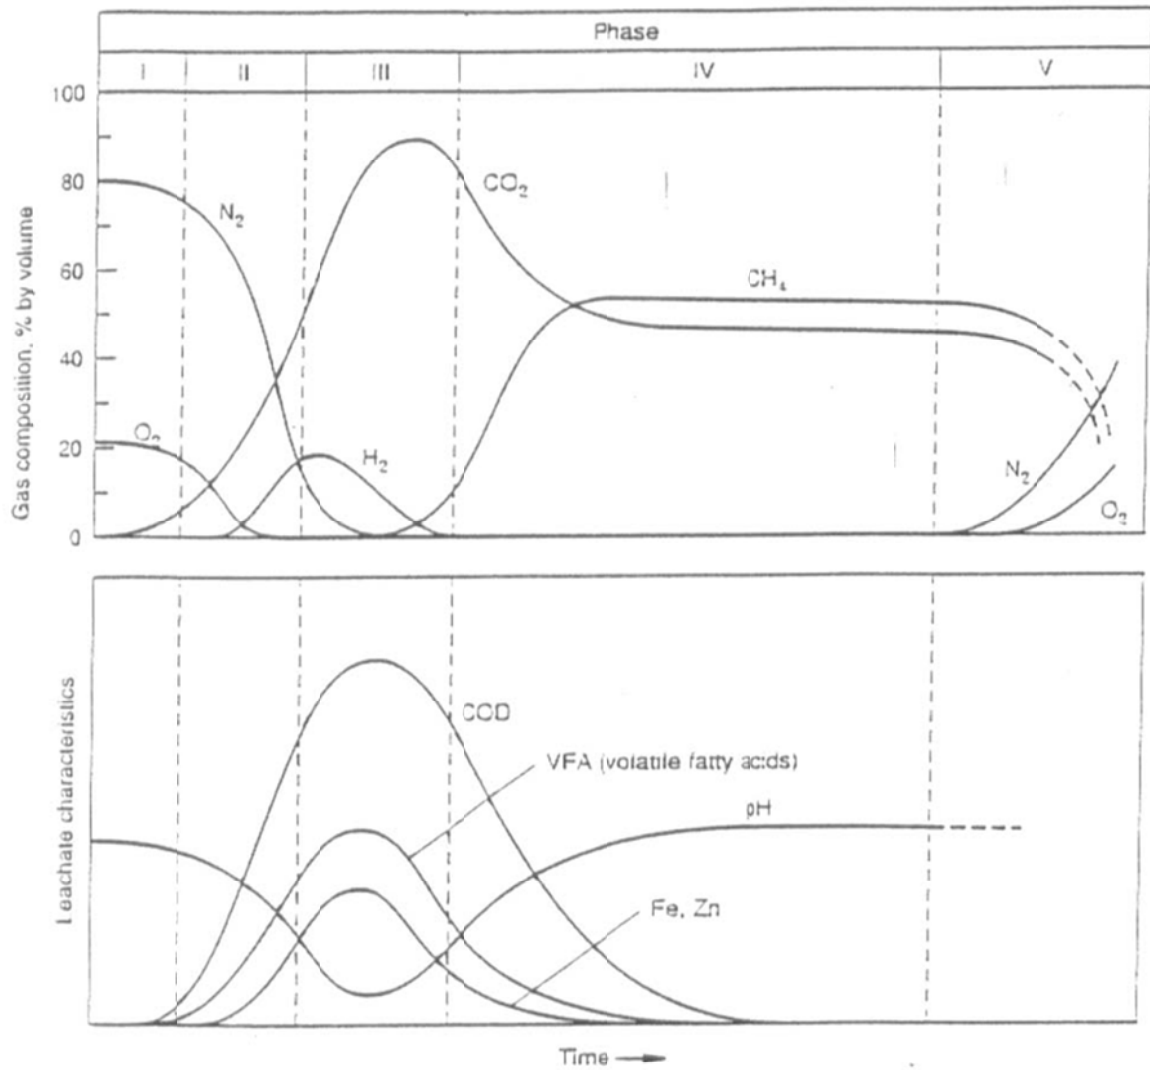 Phase
I II III IV V
Gas composition, % by volume
100
80
60
40
20
0
N₂
O₂
CO₂
H₂
CH₄
N₂
O₂
Leachate characteristics
COD
VFA (volatile fatty acids)
pH
Fe, Zn
Time